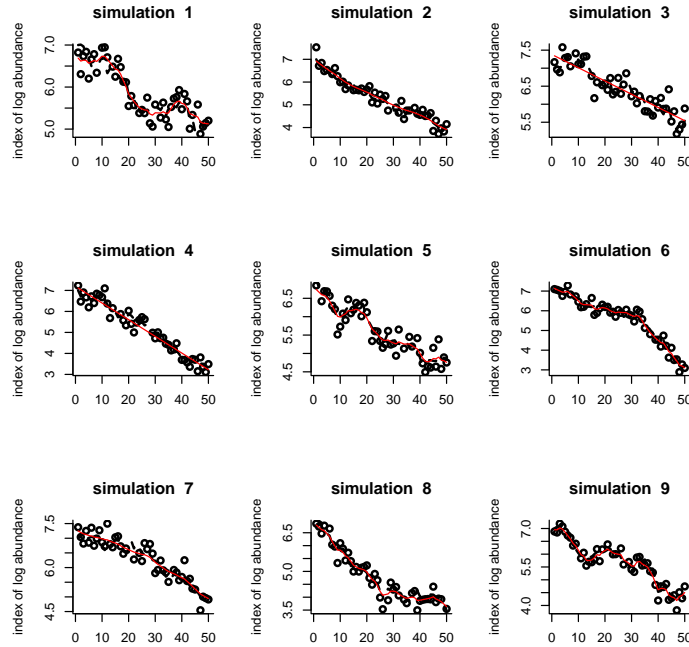 simulation 1
index of log abundance
7.0
6.0
5.0
0 10 20 30 40 50
simulation 2
index of log abundance
7
6
5
4
0 10 20 30 40 50
simulation 3
index of log abundance
7.5
6.5
5.5
0 10 20 30 40 50
simulation 4
index of log abundance
7
6
5
4
3
0 10 20 30 40 50
simulation 5
index of log abundance
6.5
5.5
4.5
0 10 20 30 40 50
simulation 6
index of log abundance
7
6
5
4
3
0 10 20 30 40 50
simulation 7
index of log abundance
7.5
6.0
4.5
0 10 20 30 40 50
simulation 8
index of log abundance
6.5
5.0
3.5
0 10 20 30 40 50
simulation 9
index of log abundance
7.0
5.5
4.0
0 10 20 30 40 50